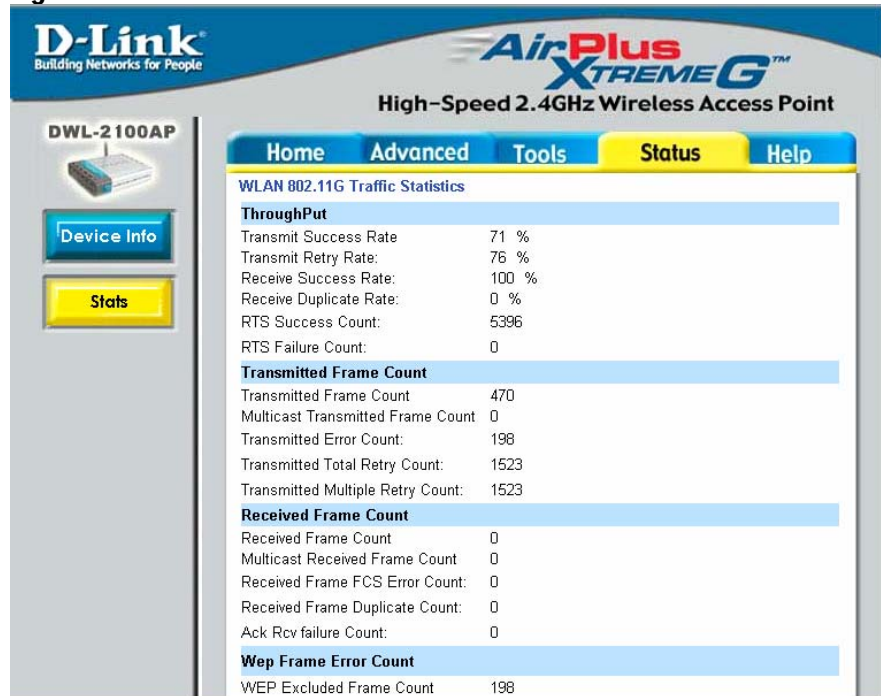 D-Link
Building Networks for People
AirPlus
XTREME G™
High-Speed 2.4GHz Wireless Access Point
DWL-2100AP
Home Advanced Tools Status Help
Device Info
Stats
WLAN 802.11G Traffic Statistics
ThroughPut
Transmit Success Rate 71 %
Transmit Retry Rate: 76 %
Receive Success Rate: 100 %
Receive Duplicate Rate: 0 %
RTS Success Count: 5396
RTS Failure Count: 0
Transmitted Frame Count
Transmitted Frame Count 470
Multicast Transmitted Frame Count 0
Transmitted Error Count: 198
Transmitted Total Retry Count: 1523
Transmitted Multiple Retry Count: 1523
Received Frame Count
Received Frame Count 0
Multicast Received Frame Count 0
Received Frame FCS Error Count: 0
Received Frame Duplicate Count: 0
Ack Rcv failure Count: 0
Wep Frame Error Count
WEP Excluded Frame Count 198